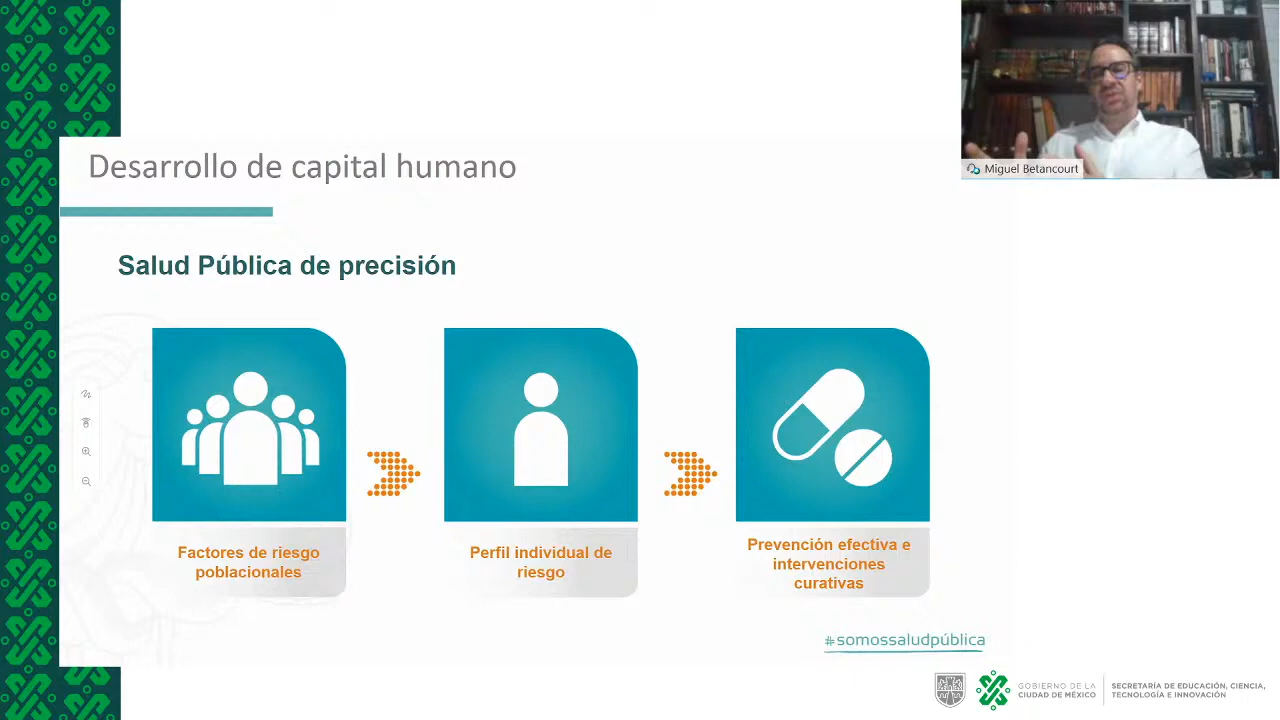 Miguel Betancourt
Desarrollo de capital humano
Salud Pública de precisión
Factores de riesgo
poblacionales
Perfil individual de
riesgo
Prevención efectiva e
intervenciones
curativas
#somossaludpública
GOBIERNO DE LA
CIUDAD DE MÉXICO
SECRETARÍA DE EDUCACIÓN, CIENCIA,
TECNOLOGÍA E INNOVACIÓN